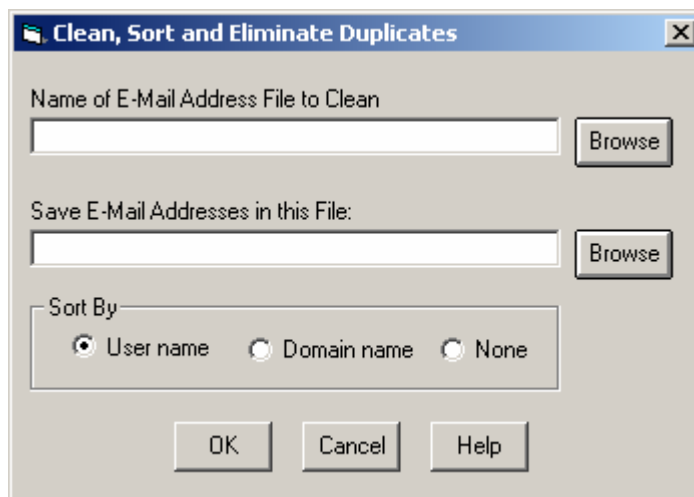 Clean, Sort and Eliminate Duplicates
Name of E-Mail Address File to Clean
Browse
Save E-Mail Addresses in this File:
Browse
Sort By
User name Domain name None
OK Cancel Help